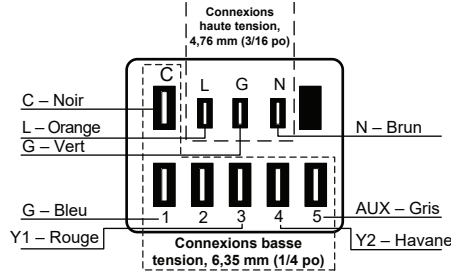 Connexions
haute tension,
4,76 mm (3/16 po)
C
L G N
C – Noir
L – Orange
G – Vert
N – Brun
1 2 3 4 5
G – Bleu
Y1 – Rouge
AUX – Gris
Y2 – Havane
Connexions basse
tension, 6,35 mm (1/4 po)